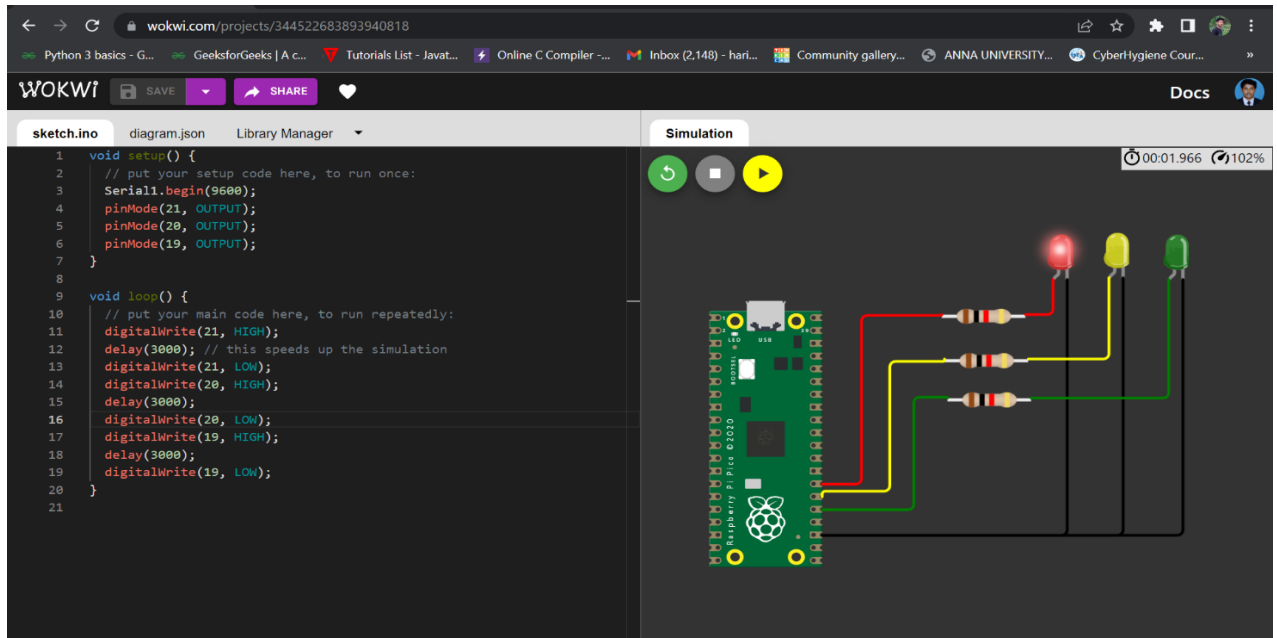 wokwi.com/projects/344522683893940818
Python 3 basics - G... GeeksforGeeks | A c... Tutorials List - Javat... Online C Compiler -... Inbox (2,148) - hari... Community gallery... ANNA UNIVERSITY... CyberHygiene Cour... »
WOKWi SAVE SHARE Docs
sketch.ino diagram.json Library Manager
1 void setup() {
2 // put your setup code here, to run once:
3 Serial1.begin(9600);
4 pinMode(21, OUTPUT);
5 pinMode(20, OUTPUT);
6 pinMode(19, OUTPUT);
7 }
8
9 void loop() {
10 // put your main code here, to run repeatedly:
11 digitalWrite(21, HIGH);
12 delay(3000); // this speeds up the simulation
13 digitalWrite(21, LOW);
14 digitalWrite(20, HIGH);
15 delay(3000);
16 digitalWrite(20, LOW);
17 digitalWrite(19, HIGH);
18 delay(3000);
19 digitalWrite(19, LOW);
20 }
21
Simulation
00:01.966 102%
LED USB
BOOTSEL
Raspberry Pi Pico ©2020